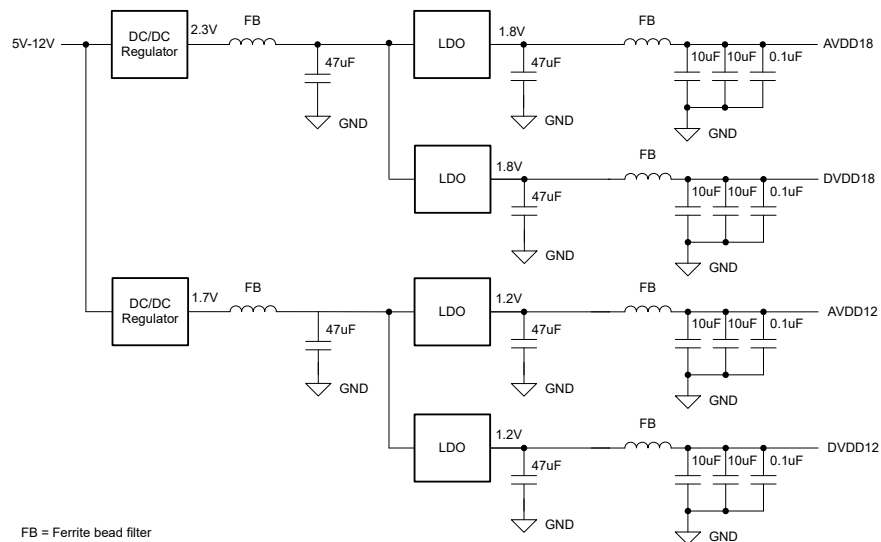 FB
5V-12V
DC/DC
Regulator
2.3V
47uF
GND
LDO
1.8V
47uF
GND
FB
10uF 10uF 0.1uF
GND
AVDD18
LDO
1.8V
47uF
GND
FB
10uF 10uF 0.1uF
GND
DVDD18
DC/DC
Regulator
1.7V
FB
47uF
GND
LDO
1.2V
47uF
GND
FB
10uF 10uF 0.1uF
GND
AVDD12
LDO
1.2V
47uF
GND
FB
10uF 10uF 0.1uF
GND
DVDD12
FB = Ferrite bead filter